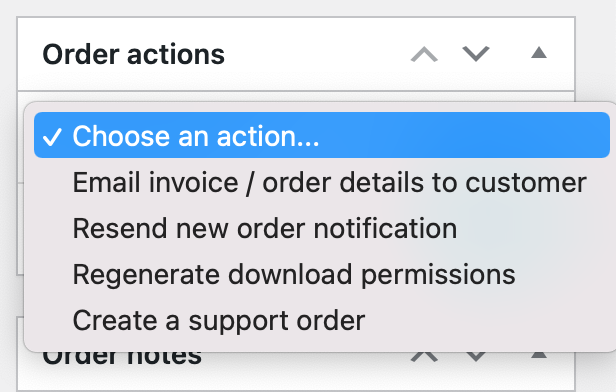 Order actions
Choose an action...
Email invoice / order details to customer
Resend new order notification
Regenerate download permissions
Create a support order
Order notes